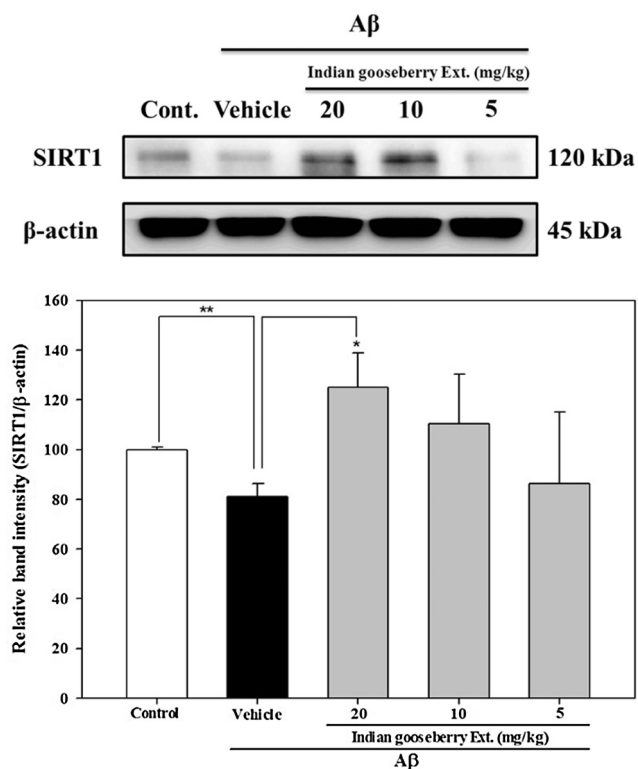 Aβ
Indian gooseberry Ext. (mg/kg)
Cont. Vehicle 20 10 5
SIRT1 120 kDa
β-actin 45 kDa
Relative band intensity (SIRT1/β-actin)
160
140
120
100
80
60
40
20
0
**
*
Control Vehicle 20 10 5
Indian gooseberry Ext. (mg/kg)
Aβ